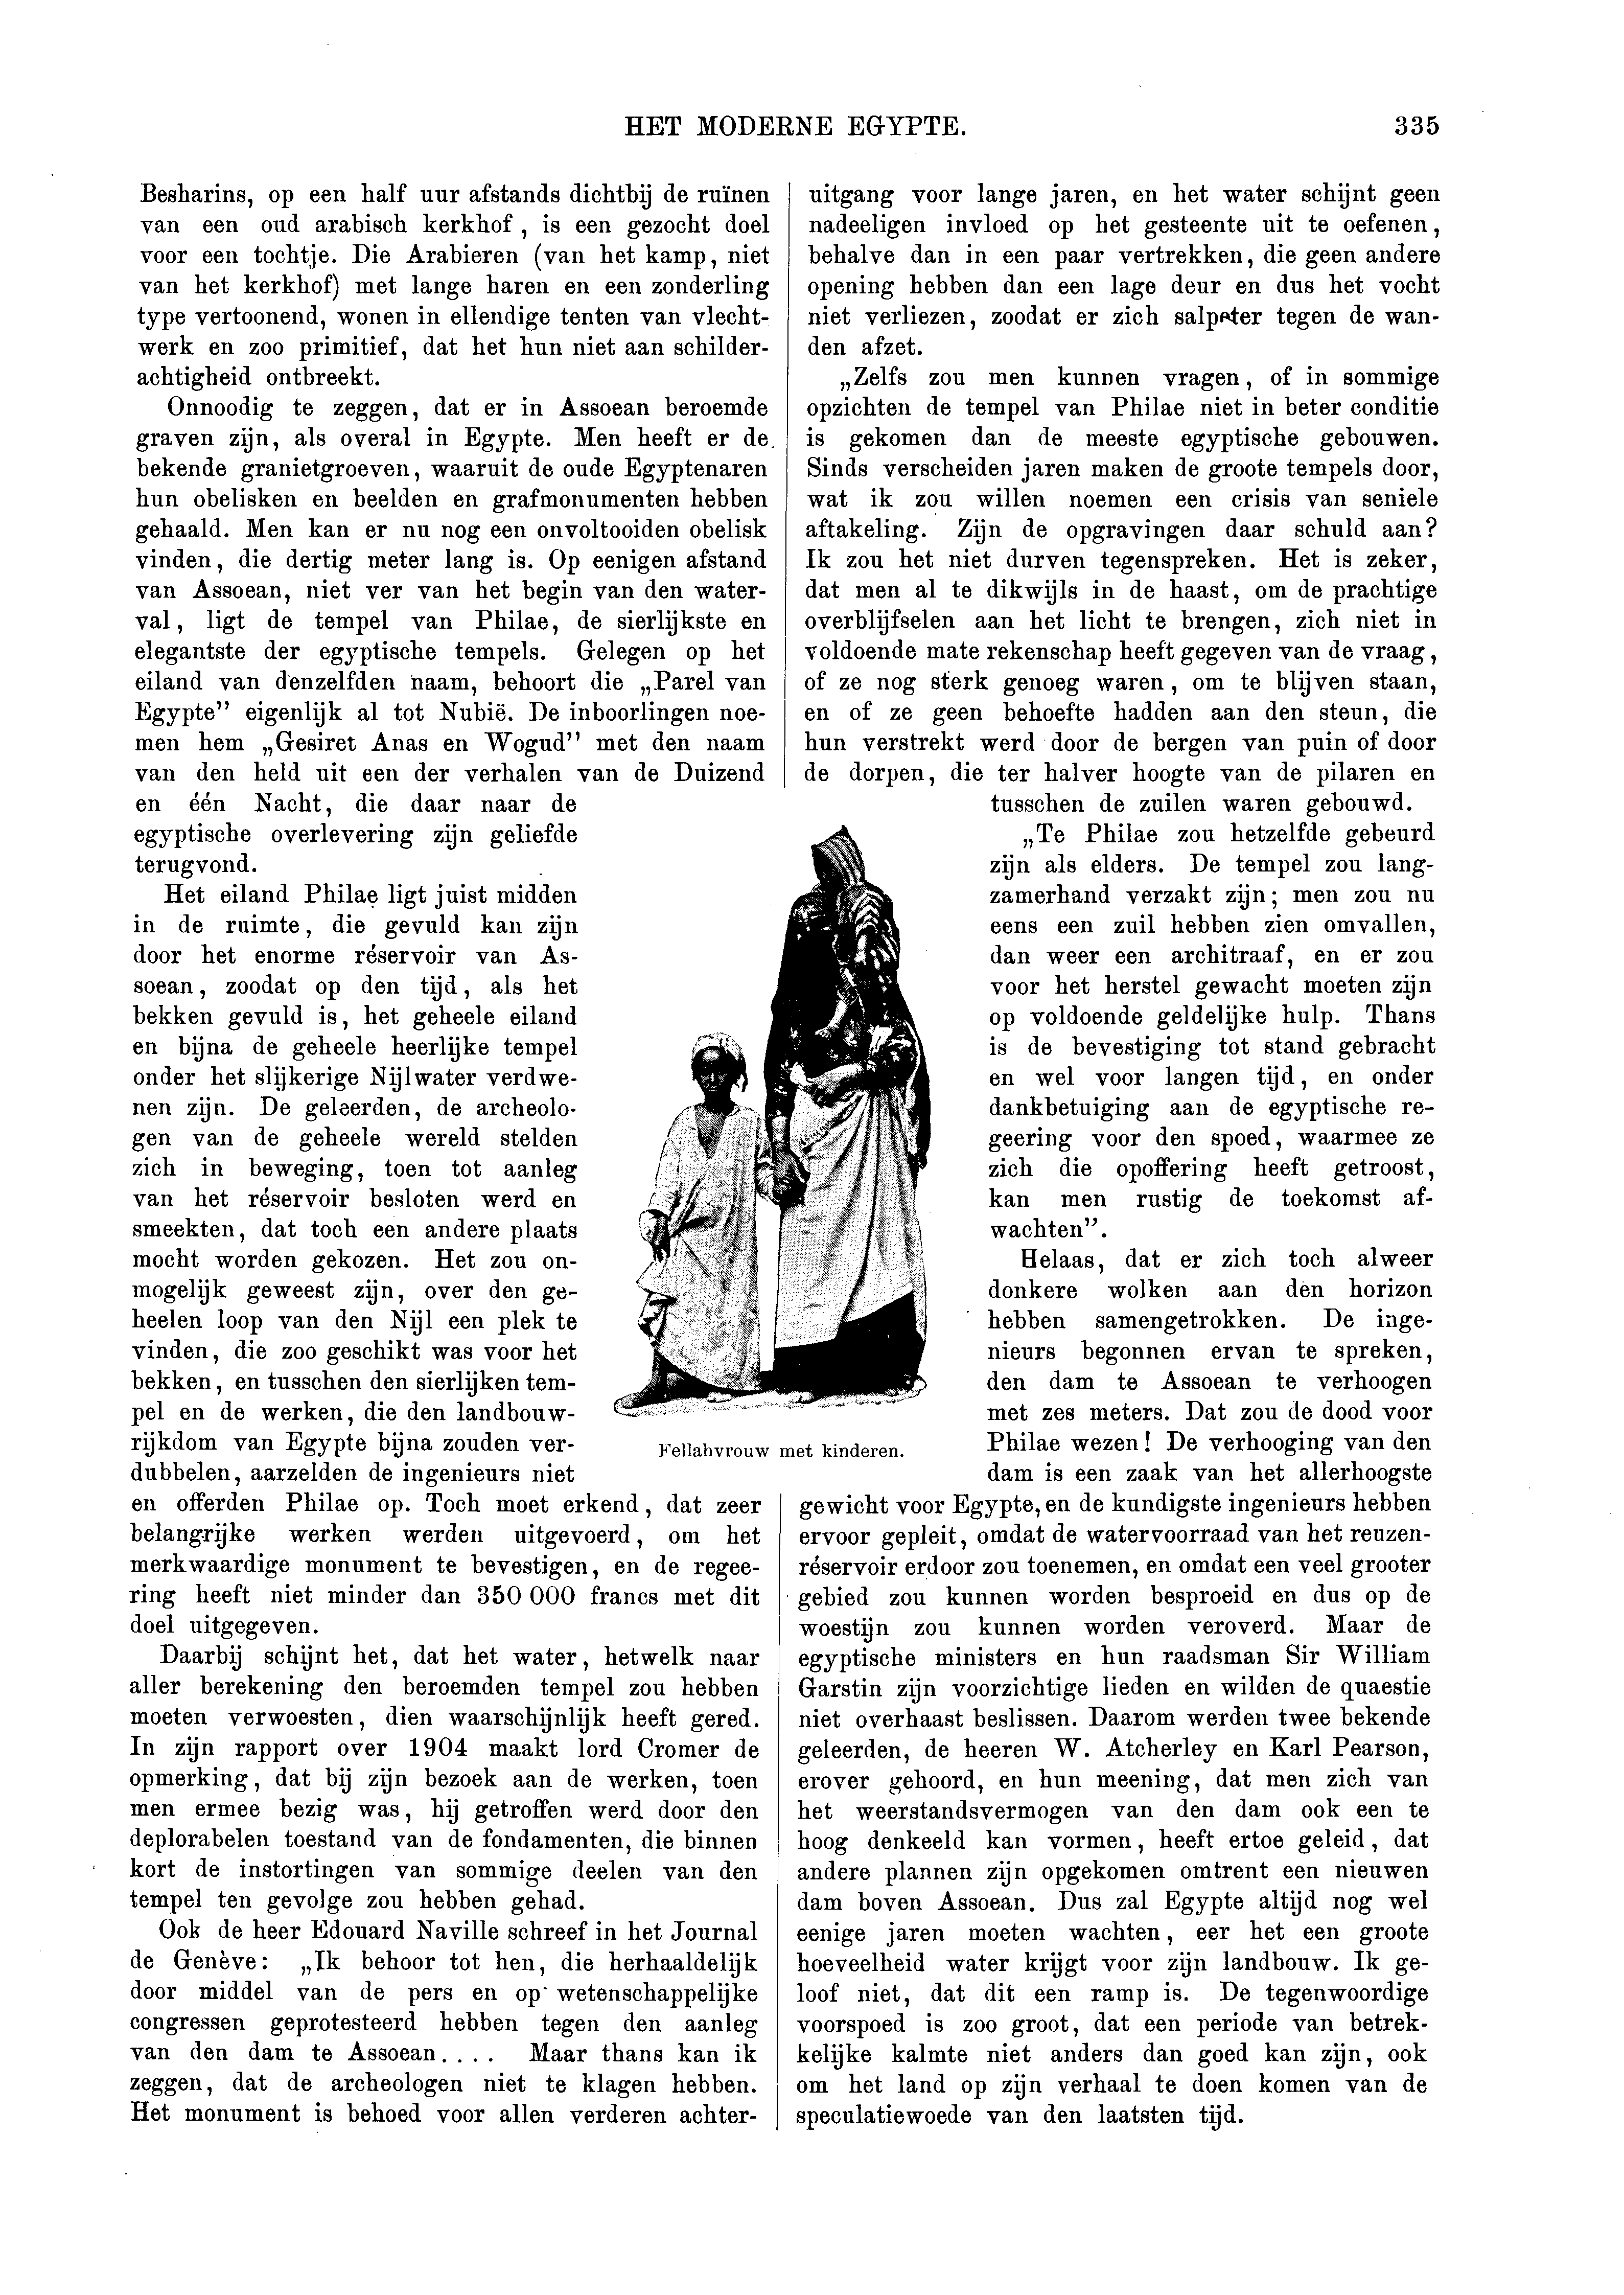 HET MODERNE EGYPTE.
335
Besharins, op een half uur afstands dichtbij de ruïnen
van een oud arabisch kerkhof, is een gezocht doel
voor een tochtje. Die Arabieren (van het kamp, niet
van het kerkhof) met lange haren en een zonderling
type vertoonend, wonen in ellendige tenten van vlecht-
werk en zoo primitief, dat het hun niet aan schilder-
achtigheid ontbreekt.
Onnoodig te zeggen, dat er in Assoean beroemde
graven zijn, als overal in Egypte. Men heeft er de
bekende granietgroeven, waaruit de oude Egyptenaren
hun obelisken en beelden en grafmonumenten hebben
gehaald. Men kan er nu nog een onvoltooiden obelisk
vinden, die dertig meter lang is. Op eenigen afstand
van Assoean, niet ver van het begin van den water-
val, ligt de tempel van Philae, de sierlijkste en
elegantste der egyptische tempels. Gelegen op het
eiland van denzelfden naam, behoort die „Parel van
Egypte” eigenlijk al tot Nubië. De inboorlingen noe-
men hem „Gesiret Anas en Wogud” met den naam
van den held uit een der verhalen van de Duizend
en één Nacht, die daar naar de
egyptische overlevering zijn geliefde
terugvond.
Het eiland Philae ligt juist midden
in de ruimte, die gevuld kan zijn
door het enorme réservoir van As-
soean, zoodat op den tijd, als het
bekken gevuld is, het geheele eiland
en bijna de geheele heerlijke tempel
onder het slijkerige Nijlwater verdwe-
nen zijn. De geleerden, de archeolo-
gen van de geheele wereld stelden
zich in beweging, toen tot aanleg
van het réservoir besloten werd en
smeekten, dat toch een andere plaats
mocht worden gekozen. Het zou on-
mogelijk geweest zijn, over den ge-
heelen loop van den Nijl een plek te
vinden, die zoo geschikt was voor het
bekken, en tusschen den sierlijken tem-
pel en de werken, die den landbouw-
rijkdom van Egypte bijna zouden ver-
dubbelen, aarzelden de ingenieurs niet
en offerden Philae op. Toch moet erkend, dat zeer
belangrijke werken werden uitgevoerd, om het
merkwaardige monument te bevestigen, en de regee-
ring heeft niet minder dan 350 000 francs met dit
doel uitgegeven.
Daarbij schijnt het, dat het water, hetwelk naar
aller berekening den beroemden tempel zou hebben
moeten verwoesten, dien waarschijnlijk heeft gered.
In zijn rapport over 1904 maakt lord Cromer de
opmerking, dat bij zijn bezoek aan de werken, toen
men ermee bezig was, hij getroffen werd door den
deplorabelen toestand van de fondamenten, die binnen
kort de instortingen van sommige deelen van den
tempel ten gevolge zou hebben gehad.
Ook de heer Edouard Naville schreef in het Journal
de Genève: „Ik behoor tot hen, die herhaaldelijk
door middel van de pers en op wetenschappelijke
congressen geprotesteerd hebben tegen den aanleg
van den dam te Assoean.... Maar thans kan ik
zeggen, dat de archeologen niet te klagen hebben.
Het monument is behoed voor allen verderen achter-
uitgang voor lange jaren, en het water schijnt geen
nadeeligen invloed op het gesteente uit te oefenen,
behalve dan in een paar vertrekken, die geen andere
opening hebben dan een lage deur en dus het vocht
niet verliezen, zoodat er zich salpeter tegen de wan-
den afzet.
„Zelfs zou men kunnen vragen, of in sommige
opzichten de tempel van Philae niet in beter conditie
is gekomen dan de meeste egyptische gebouwen.
Sinds verscheiden jaren maken de groote tempels door,
wat ik zou willen noemen een crisis van seniele
aftakeling. Zijn de opgravingen daar schuld aan?
Ik zou het niet durven tegenspreken. Het is zeker,
dat men al te dikwijls in de haast, om de prachtige
overblijfselen aan het licht te brengen, zich niet in
voldoende mate rekenschap heeft gegeven van de vraag,
of ze nog sterk genoeg waren, om te blijven staan,
en of ze geen behoefte hadden aan den steun, die
hun verstrekt werd door de bergen van puin of door
de dorpen, die ter halver hoogte van de pilaren en
tusschen de zuilen waren gebouwd.
„Te Philae zou hetzelfde gebeurd
zijn als elders. De tempel zou lang-
zamerhand verzakt zijn; men zou nu
eens een zuil hebben zien omvallen,
dan weer een architraaf, en er zou
voor het herstel gewacht moeten zijn
op voldoende geldelijke hulp. Thans
is de bevestiging tot stand gebracht
en wel voor langen tijd, en onder
dankbetuiging aan de egyptische re-
geering voor den spoed, waarmee ze
zich die opoffering heeft getroost,
kan men rustig de toekomst af-
wachten”.
Helaas, dat er zich toch alweer
donkere wolken aan den horizon
hebben samengetrokken. De inge-
nieurs begonnen ervan te spreken,
den dam te Assoean te verhoogen
met zes meters. Dat zou de dood voor
Philae wezen! De verhooging van den
dam is een zaak van het allerhoogste
gewicht voor Egypte, en de kundigste ingenieurs hebben
ervoor gepleit, omdat de watervoorraad van het reuzen-
réservoir erdoor zou toenemen, en omdat een veel grooter
gebied zou kunnen worden besproeid en dus op de
woestijn zou kunnen worden veroverd. Maar de
egyptische ministers en hun raadsman Sir William
Garstin zijn voorzichtige lieden en wilden de quaestie
niet overhaast beslissen. Daarom werden twee bekende
geleerden, de heeren W. Atcherley en Karl Pearson,
erover gehoord, en hun meening, dat men zich van
het weerstandsvermogen van den dam ook een te
hoog denkeeld kan vormen, heeft ertoe geleid, dat
andere plannen zijn opgekomen omtrent een nieuwen
dam boven Assoean. Dus zal Egypte altijd nog wel
eenige jaren moeten wachten, eer het een groote
hoeveelheid water krijgt voor zijn landbouw. Ik ge-
loof niet, dat dit een ramp is. De tegenwoordige
voorspoed is zoo groot, dat een periode van betrek-
kelijke kalmte niet anders dan goed kan zijn, ook
om het land op zijn verhaal te doen komen van de
speculatiewoede van den laatsten tijd.
Fellahvrouw met kinderen.